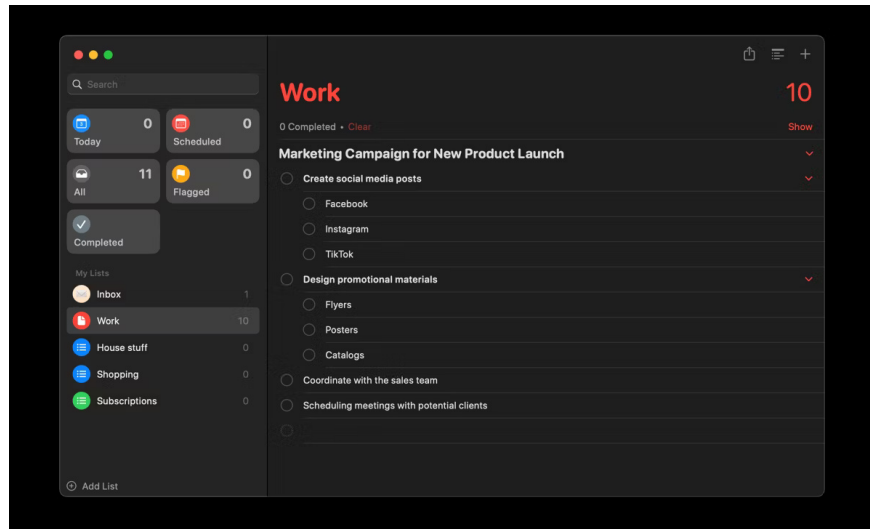 Search
0
Today
0
Scheduled
11
All
0
Flagged
Completed
My Lists
Inbox 1
Work 10
House stuff 0
Shopping 0
Subscriptions 0
Add List
Work 10
0 Completed • Clear Show
Marketing Campaign for New Product Launch
Create social media posts
Facebook
Instagram
TikTok
Design promotional materials
Flyers
Posters
Catalogs
Coordinate with the sales team
Scheduling meetings with potential clients